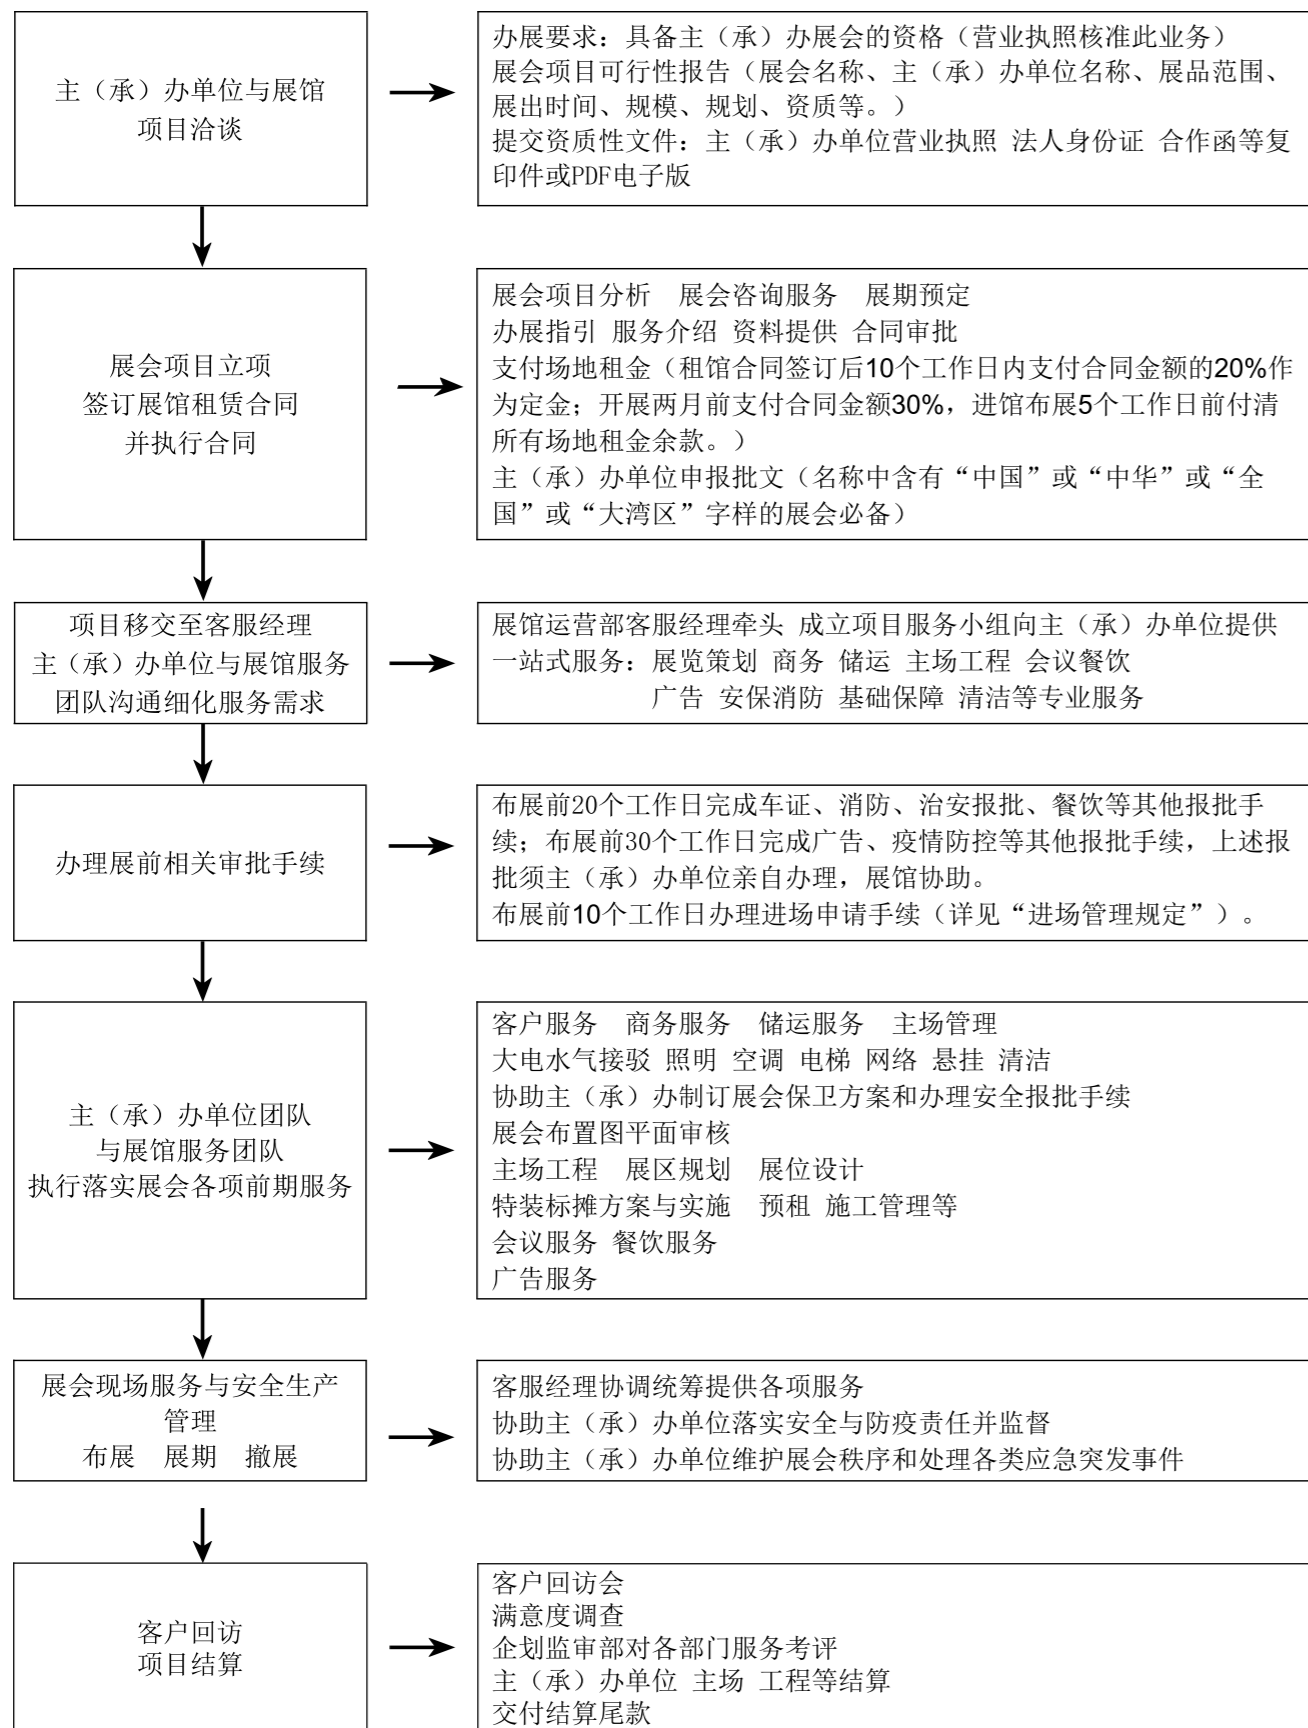 主（承）办单位与展馆
项目洽谈
办展要求：具备主（承）办展会的资格（营业执照核准此业务）
展会项目可行性报告（展会名称、主（承）办单位名称、展品范围、
展出时间、规模、规划、资质等。）
提交资质性文件：主（承）办单位营业执照 法人身份证 合作函等复
印件或PDF电子版
展会项目立项
签订展馆租赁合同
并执行合同
展会项目分析 展会咨询服务 展期预定
办展指引 服务介绍 资料提供 合同审批
支付场地租金（租馆合同签订后10个工作日内支付合同金额的20%作
为定金；开展两月前支付合同金额30%，进馆布展5个工作日前付清
所有场地租金余款。）
主（承）办单位申报批文（名称中含有“中国”或“中华”或“全
国”或“大湾区”字样的展会必备）
项目移交至客服经理
主（承）办单位与展馆服务
团队沟通细化服务需求
展馆运营部客服经理牵头 成立项目服务小组向主（承）办单位提供
一站式服务：展览策划 商务 储运 主场工程 会议餐饮
广告 安保消防 基础保障 清洁等专业服务
办理展前相关审批手续
布展前20个工作日完成车证、消防、治安报批、餐饮等其他报批手
续；布展前30个工作日完成广告、疫情防控等其他报批手续，上述报
批须主（承）办单位亲自办理，展馆协助。
布展前10个工作日办理进场申请手续（详见“进场管理规定”）。
主（承）办单位团队
与展馆服务团队
执行落实展会各项前期服务
客户服务 商务服务 储运服务 主场管理
大电水气接驳 照明 空调 电梯 网络 悬挂 清洁
协助主（承）办制订展会保卫方案和办理安全报批手续
展会布置图平面审核
主场工程 展区规划 展位设计
特装标摊方案与实施 预租 施工管理等
会议服务 餐饮服务
广告服务
展会现场服务与安全生产
管理
布展 展期 撤展
客服经理协调统筹提供各项服务
协助主（承）办单位落实安全与防疫责任并监督
协助主（承）办单位维护展会秩序和处理各类应急突发事件
客户回访
项目结算
客户回访会
满意度调查
企划监审部对各部门服务考评
主（承）办单位 主场 工程等结算
交付结算尾款